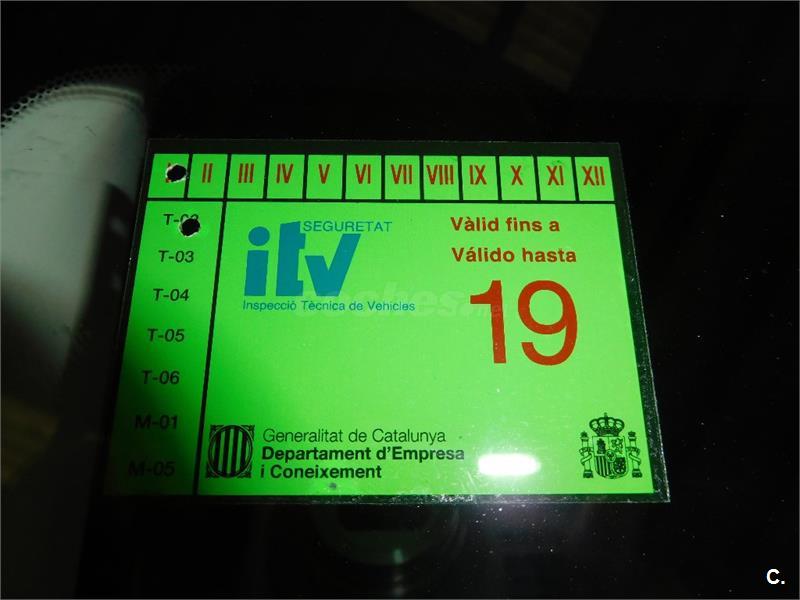 II III IV V VI VII VIII IX X XI XII
T-02
T-03
T-04
T-05
T-06
M-01
M-05
SEGURETAT
itv
Inspecció Tècnica de Vehicles
Vàlid fins a
Válido hasta
19
Generalitat de Catalunya
Departament d'Empresa
i Coneixement
C.